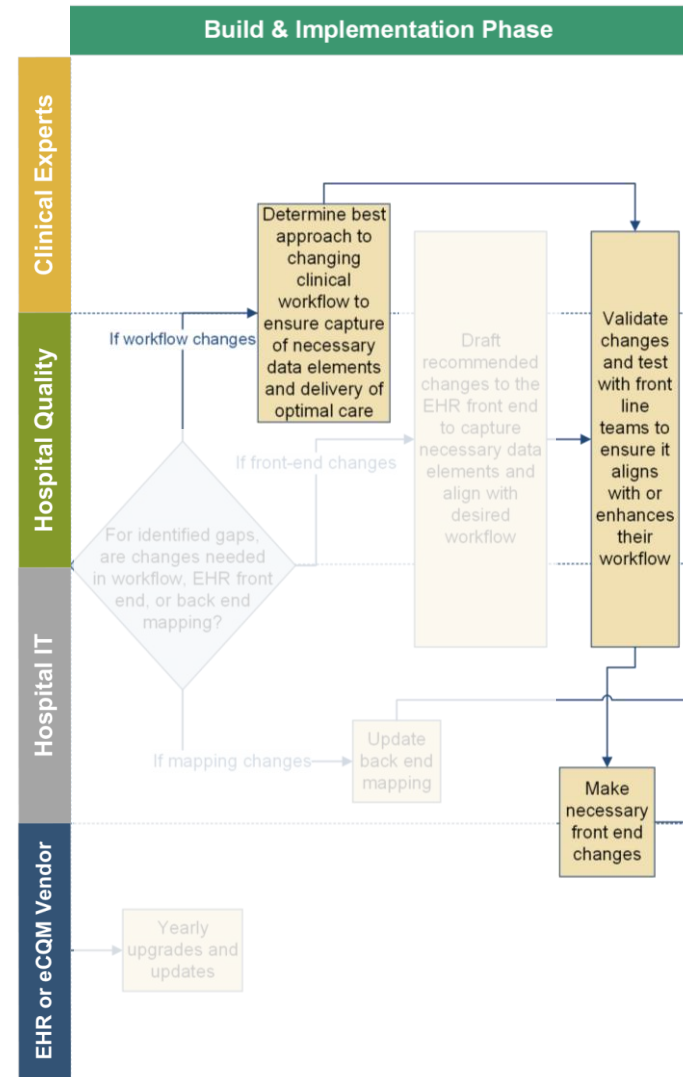 Build & Implementation Phase
Clinical Experts
Hospital Quality
Hospital IT
EHR or eCQM Vendor
Determine best
approach to
changing
clinical
workflow to
ensure capture
of necessary
data elements
and delivery of
optimal care
Validate
changes
and test
with front
line
teams to
ensure it
aligns
with or
enhances
their
workflow
Draft
recommended
changes to the
EHR front end
to capture
necessary data
elements and
align with
desired
workflow
If workflow changes
If front-end changes
For identified gaps,
are changes needed
in workflow, EHR front
end, or back end
mapping?
If mapping changes
Update
back end
mapping
Make
necessary
front end
changes
Yearly
upgrades and
updates